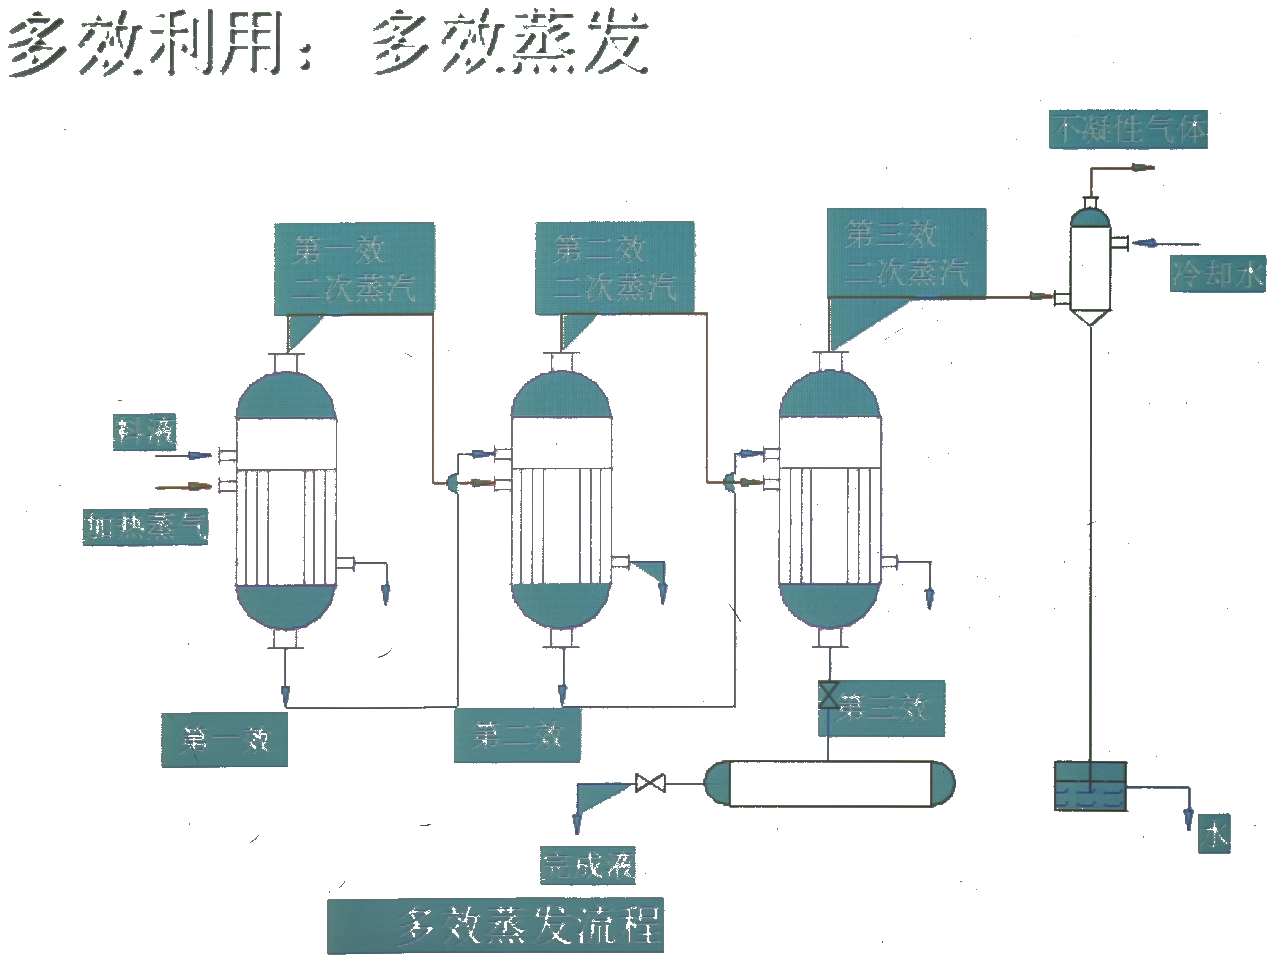 多效利用：多效蒸发
不凝性气体
第一效
二次蒸汽
第二效
二次蒸汽
第三效
二次蒸汽
冷却水
料液
加热蒸气
第一效
第二效
第三效
水
完成液
多效蒸发流程